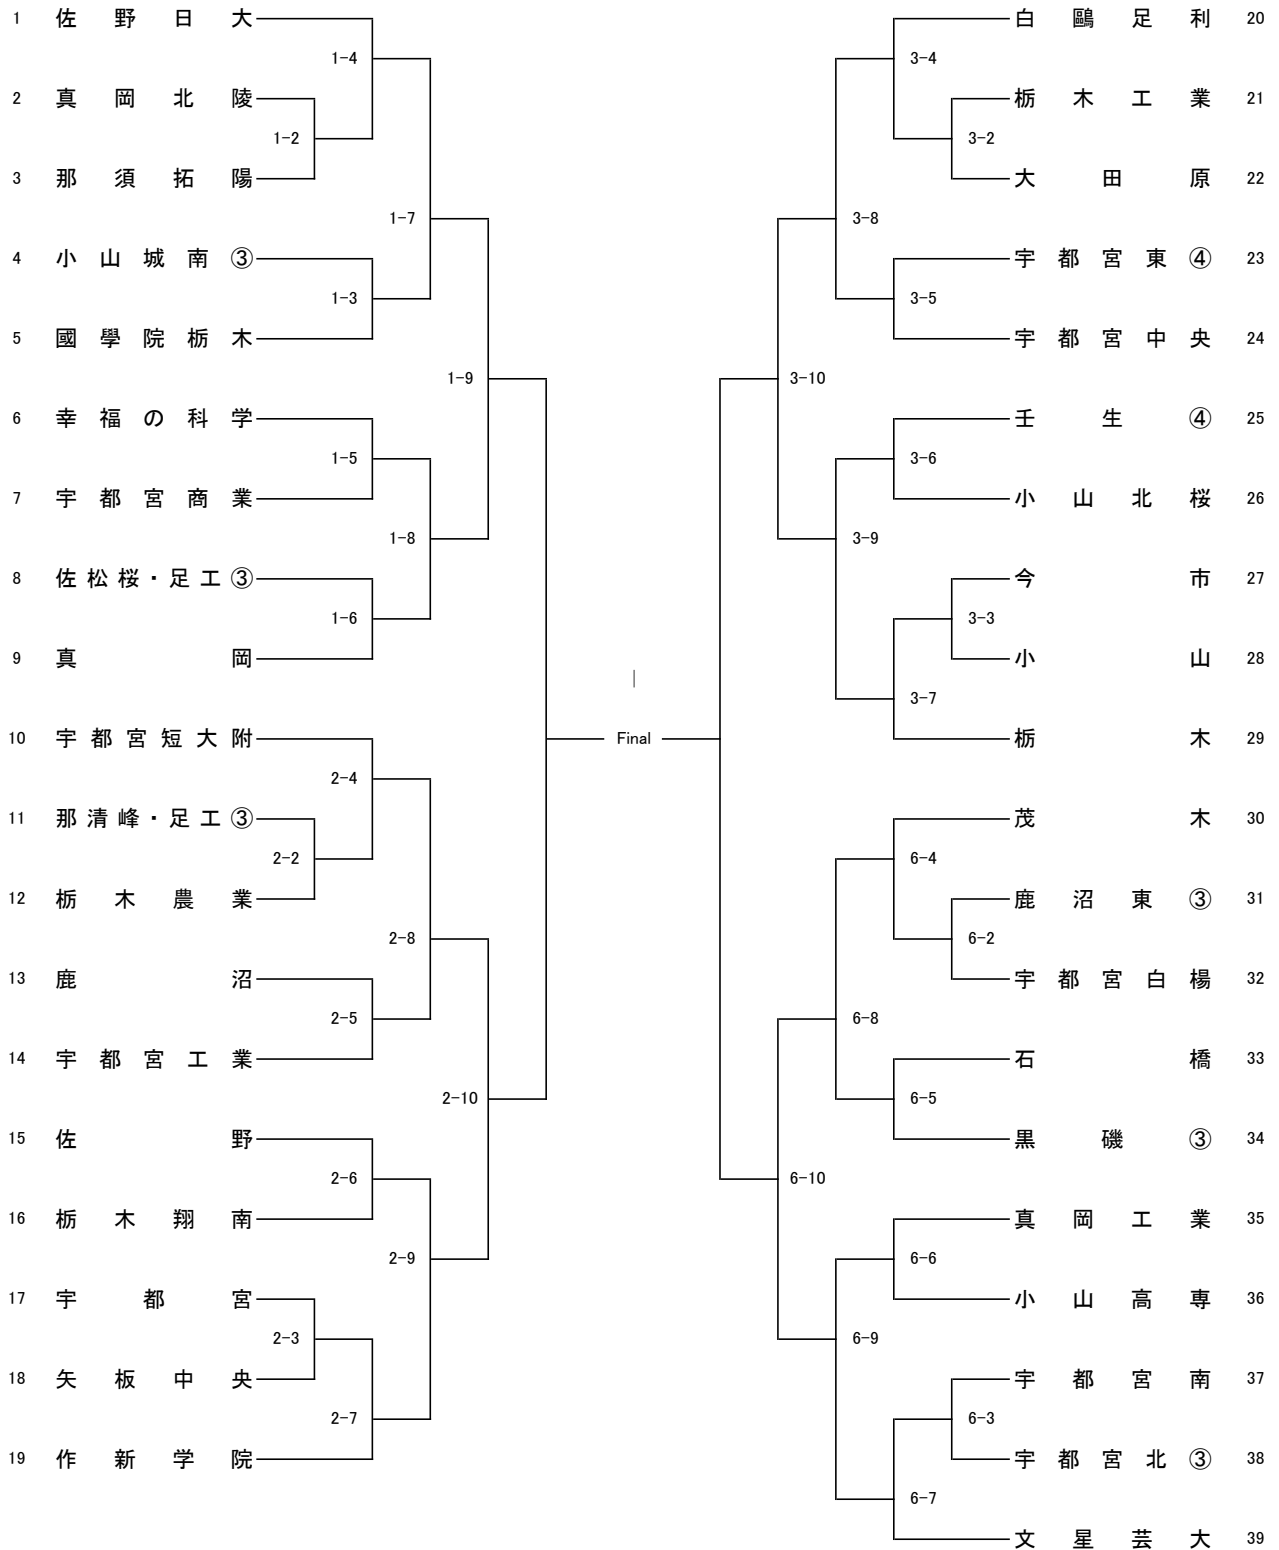 1 佐野日大
1-4
2 真岡北陵
1-2
3 那須拓陽
1-7
4 小山城南③
1-3
5 國學院栃木
1-9
6 幸福の科学
1-5
7 宇都宮商業
1-8
8 佐松桜・足工③
1-6
9 真岡
10 宇都宮短大附
2-4
11 那清峰・足工③
2-2
12 栃木農業
2-8
13 鹿沼
2-5
14 宇都宮工業
2-10
15 佐野
2-6
16 栃木翔南
2-9
17 宇都宮
2-3
18 矢板中央
2-7
19 作新学院
Final
白鷗足利 20
3-4
栃木工業 21
3-2
大田原 22
3-8
宇都宮東④ 23
3-5
宇都宮中央 24
3-10
壬生④ 25
3-6
小山北桜 26
3-9
今市 27
3-3
小山 28
3-7
栃木 29
茂木 30
6-4
鹿沼東③ 31
6-2
宇都宮白楊 32
6-8
石橋 33
6-5
黒磯③ 34
6-10
真岡工業 35
6-6
小山高専 36
6-9
宇都宮南 37
6-3
宇都宮北③ 38
6-7
文星芸大 39